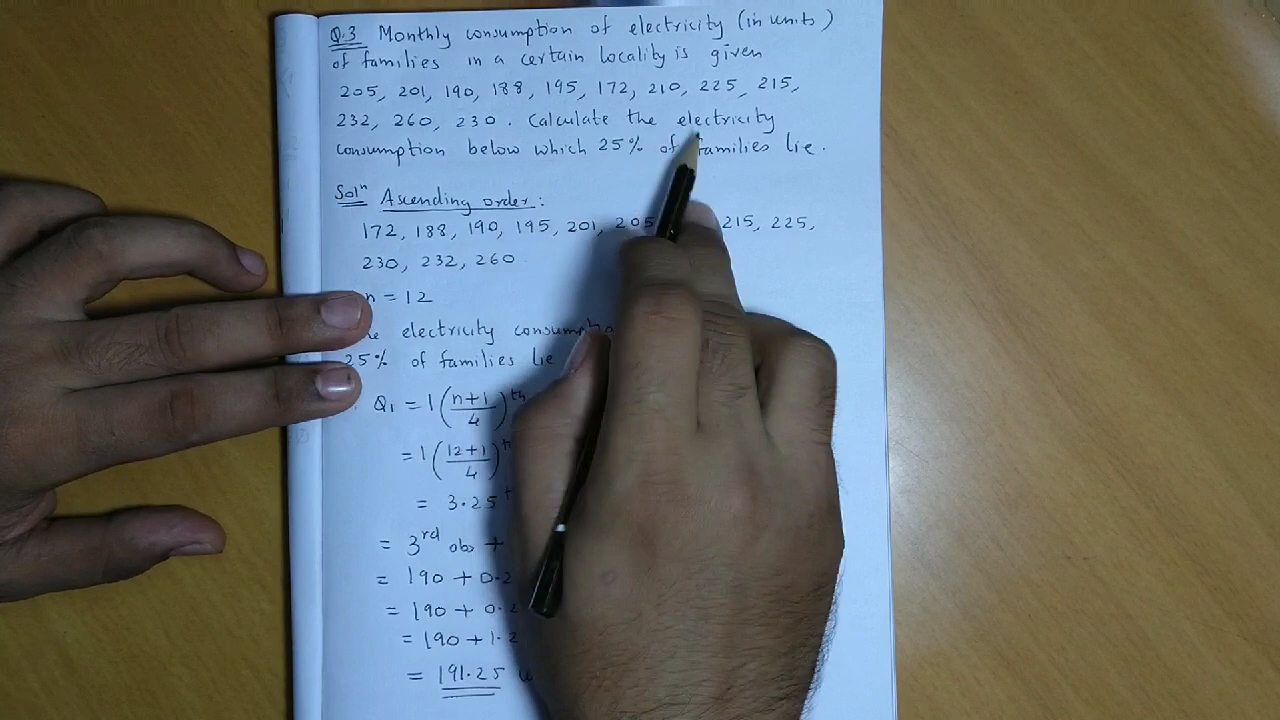 Q.3 Monthly consumption of electricity (in units)
of families in a certain locality is given
205, 201, 190, 188, 195, 172, 210, 225, 215,
232, 260, 230. Calculate the electricity
consumption below which 25% of families lie.
Solⁿ Ascending order:
172, 188, 190, 195, 201, 205 215, 225,
230, 232, 260
n = 12
electricity
25% of families lie
Q₁ = 1(n+1/4)th
= 1(12+1/4)
= 3.25
= 3rd obs +
= 190 + 0.2
= 190 + 0.2
= 190 + 1.2
= 191.25